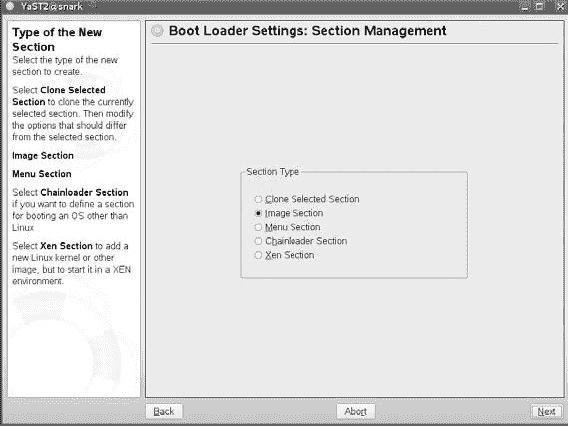 YaST2@snark
Type of the New
Section
Select the type of the new
section to create.
Select Clone Selected
Section to clone the currently
selected section. Then modify
the options that should differ
from the selected section.
Image Section
Menu Section
Select Chainloader Section
if you want to define a section
for booting an OS other than
Linux
Select Xen Section to add a
new Linux kernel or other
image, but to start it in a XEN
environment.
Boot Loader Settings: Section Management
Section Type
Clone Selected Section
Image Section
Menu Section
Chainloader Section
Xen Section
Back
Abort
Next